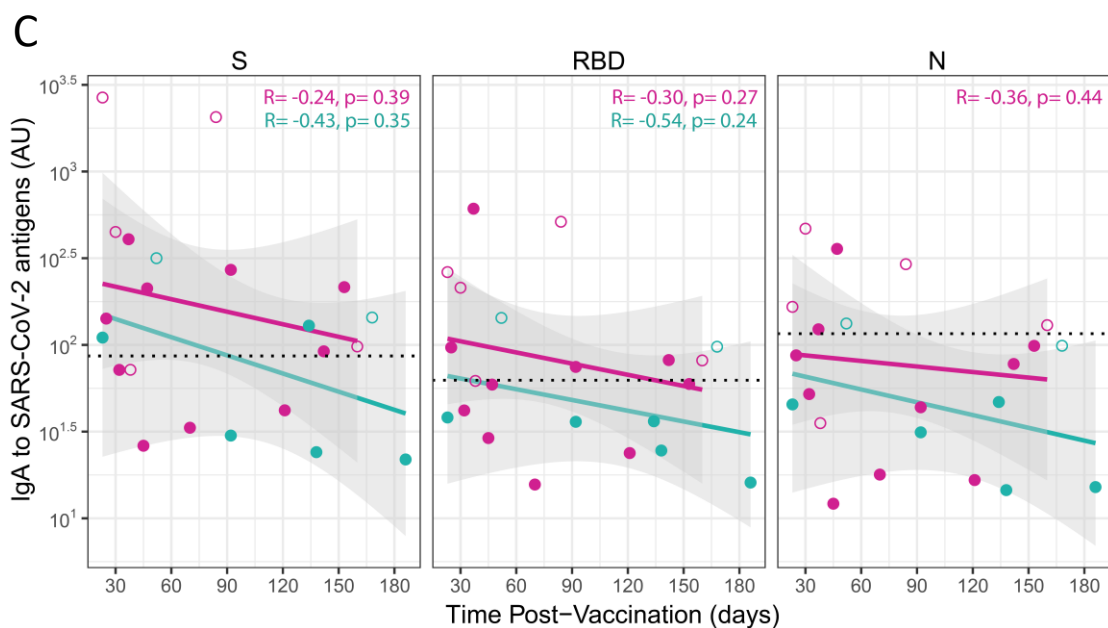 C
S
RBD
N
R= -0.24, p= 0.39
R= -0.43, p= 0.35
R= -0.30, p= 0.27
R= -0.54, p= 0.24
R= -0.36, p= 0.44
IgA to SARS-CoV-2 antigens (AU)
10^3.5
10^3
10^2.5
10^2
10^1.5
10^1
30 60 90 120 150 180
30 60 90 120 150 180
30 60 90 120 150 180
Time Post−Vaccination (days)